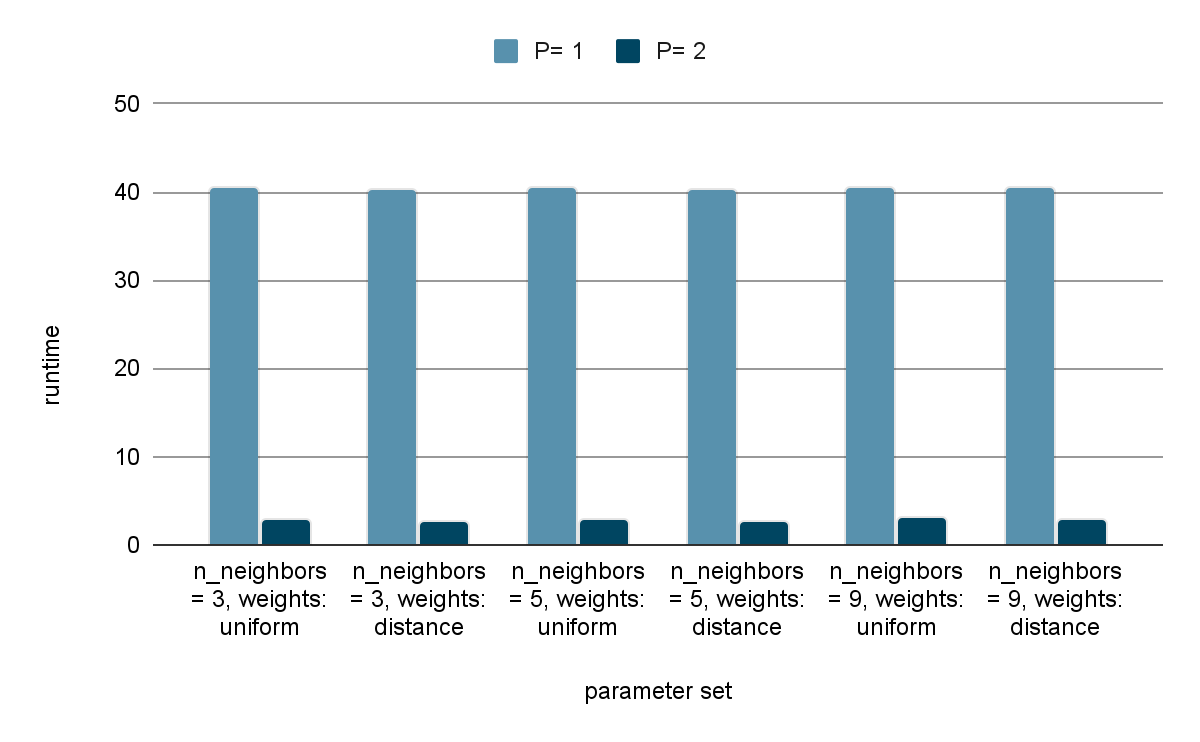 P= 1
P= 2
50
40
30
20
10
0
runtime
n_neighbors
= 3, weights:
uniform
n_neighbors
= 3, weights:
distance
n_neighbors
= 5, weights:
uniform
n_neighbors
= 5, weights:
distance
n_neighbors
= 9, weights:
uniform
n_neighbors
= 9, weights:
distance
parameter set